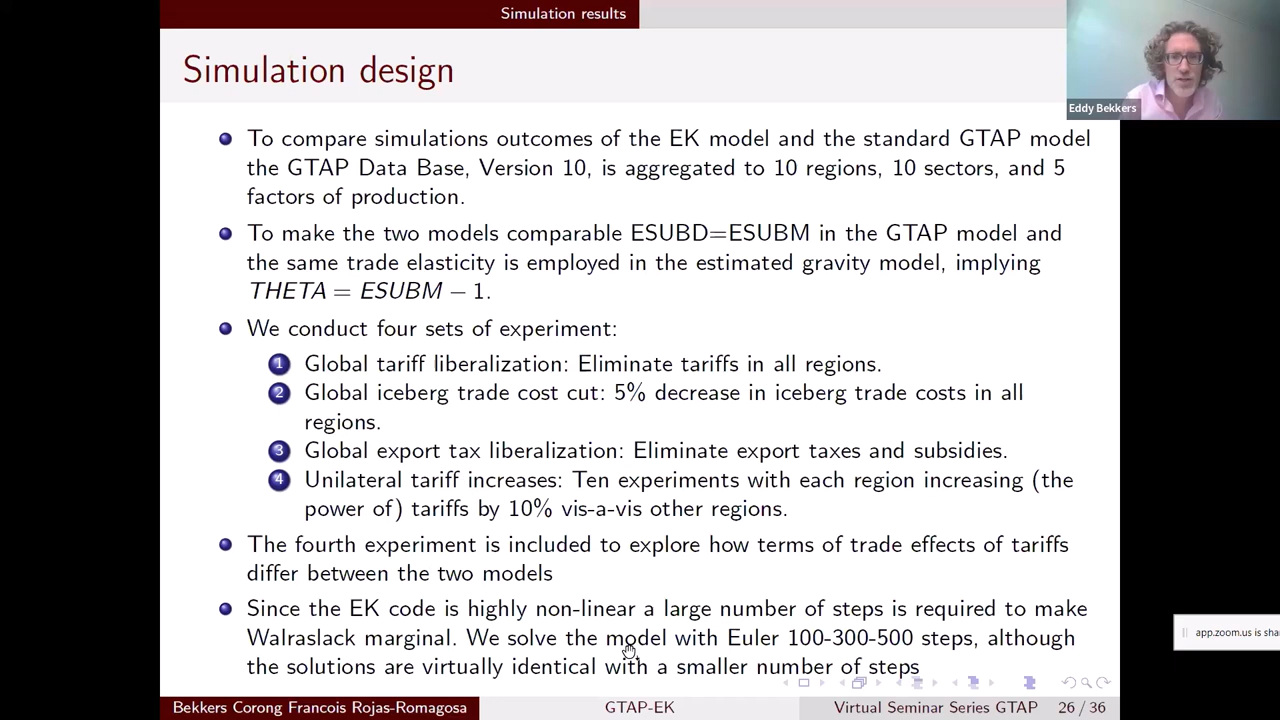 Simulation results
Simulation design
Eddy Bekkers
To compare simulations outcomes of the EK model and the standard GTAP model
the GTAP Data Base, Version 10, is aggregated to 10 regions, 10 sectors, and 5
factors of production.
To make the two models comparable ESUBD=ESUBM in the GTAP model and
the same trade elasticity is employed in the estimated gravity model, implying
THETA = ESUBM − 1.
We conduct four sets of experiment:
1 Global tariff liberalization: Eliminate tariffs in all regions.
2 Global iceberg trade cost cut: 5% decrease in iceberg trade costs in all
regions.
3 Global export tax liberalization: Eliminate export taxes and subsidies.
4 Unilateral tariff increases: Ten experiments with each region increasing (the
power of) tariffs by 10% vis-a-vis other regions.
The fourth experiment is included to explore how terms of trade effects of tariffs
differ between the two models
Since the EK code is highly non-linear a large number of steps is required to make
Walraslack marginal. We solve the model with Euler 100-300-500 steps, although
the solutions are virtually identical with a smaller number of steps
app.zoom.us is sha
Bekkers Corong Francois Rojas-Romagosa
GTAP-EK
Virtual Seminar Series GTAP
26 / 36